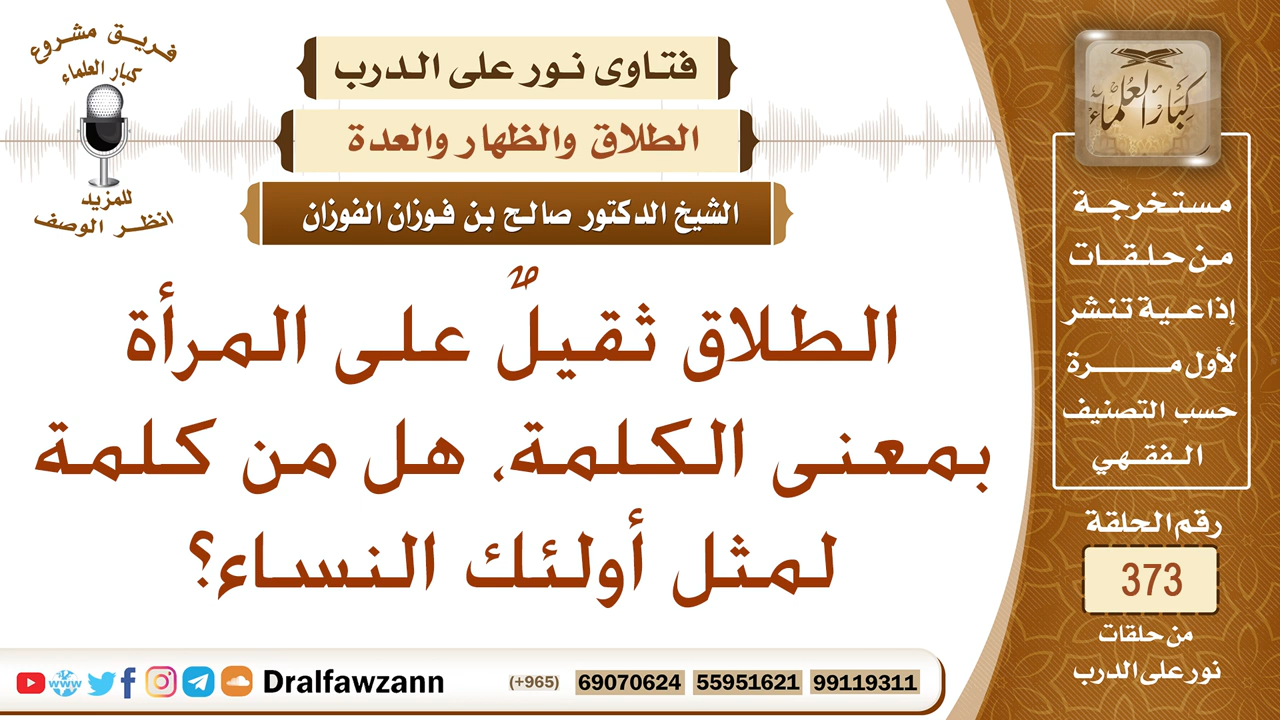 فريق مشروع
كبار العلماء
للمزيد
انظر الوصف
فتاوى نور على الدرب
الطلاق والظهار والعدة
الشيخ الدكتور صالح بن فوزان الفوزان
الطلاق ثقيلٌ على المرأة
بمعنى الكلمة، هل من كلمة
لمثل أولئك النساء؟
كبار العلماء
مستخرجة
من حلقات
إذاعية تنشر
لأول مرة
حسب التصنيف
الفقهي
رقم الحلقة
373
من حلقات
نور على الدرب
www Dralfawzann (+965) 69070624 55951621 99119311